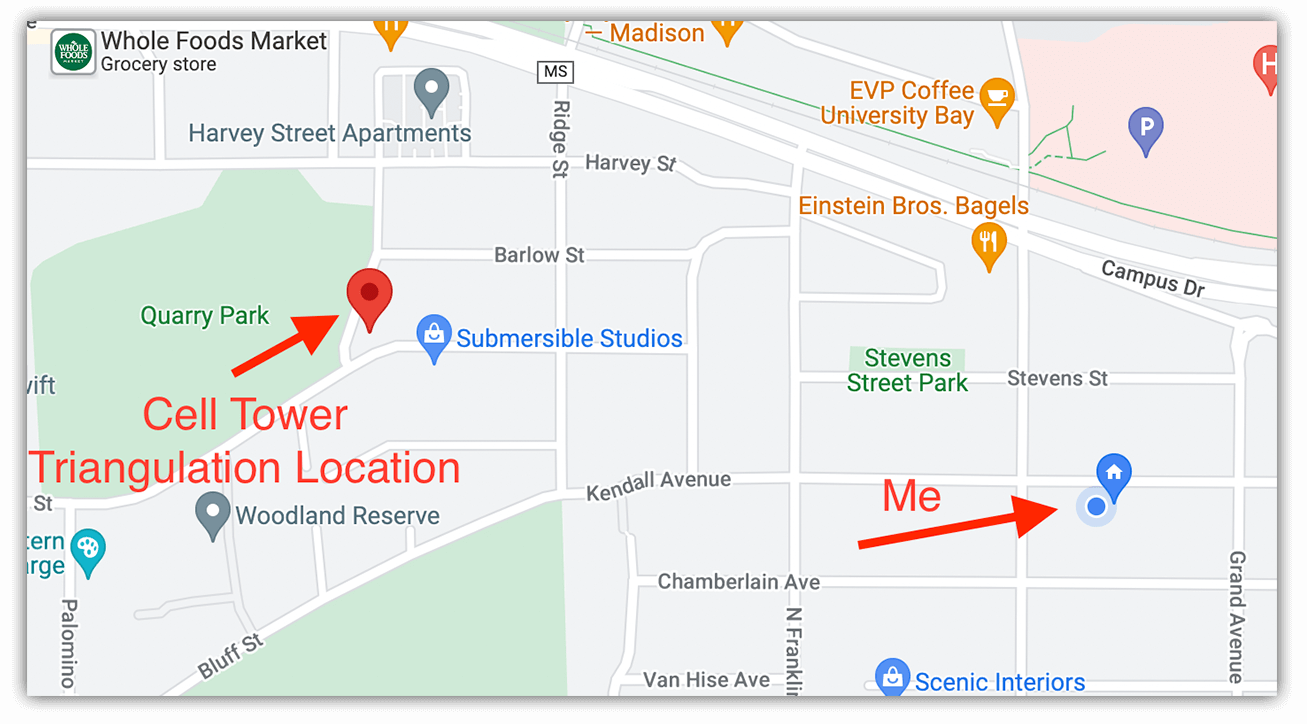 Whole Foods Market
Grocery store
WHOLE
FOODS
MARKET
Madison
MS
H
EVP Coffee
University Bay
P
Harvey Street Apartments
Ridge St
Harvey St
Einstein Bros. Bagels
Barlow St
Campus Dr
Quarry Park
Submersible Studios
Stevens
Street Park
Stevens St
Cell Tower
Triangulation Location
Kendall Avenue
Me
St
Woodland Reserve
Chamberlain Ave
Grand Avenue
Palomino
Bluff St
N Franklin
Van Hise Ave
Scenic Interiors